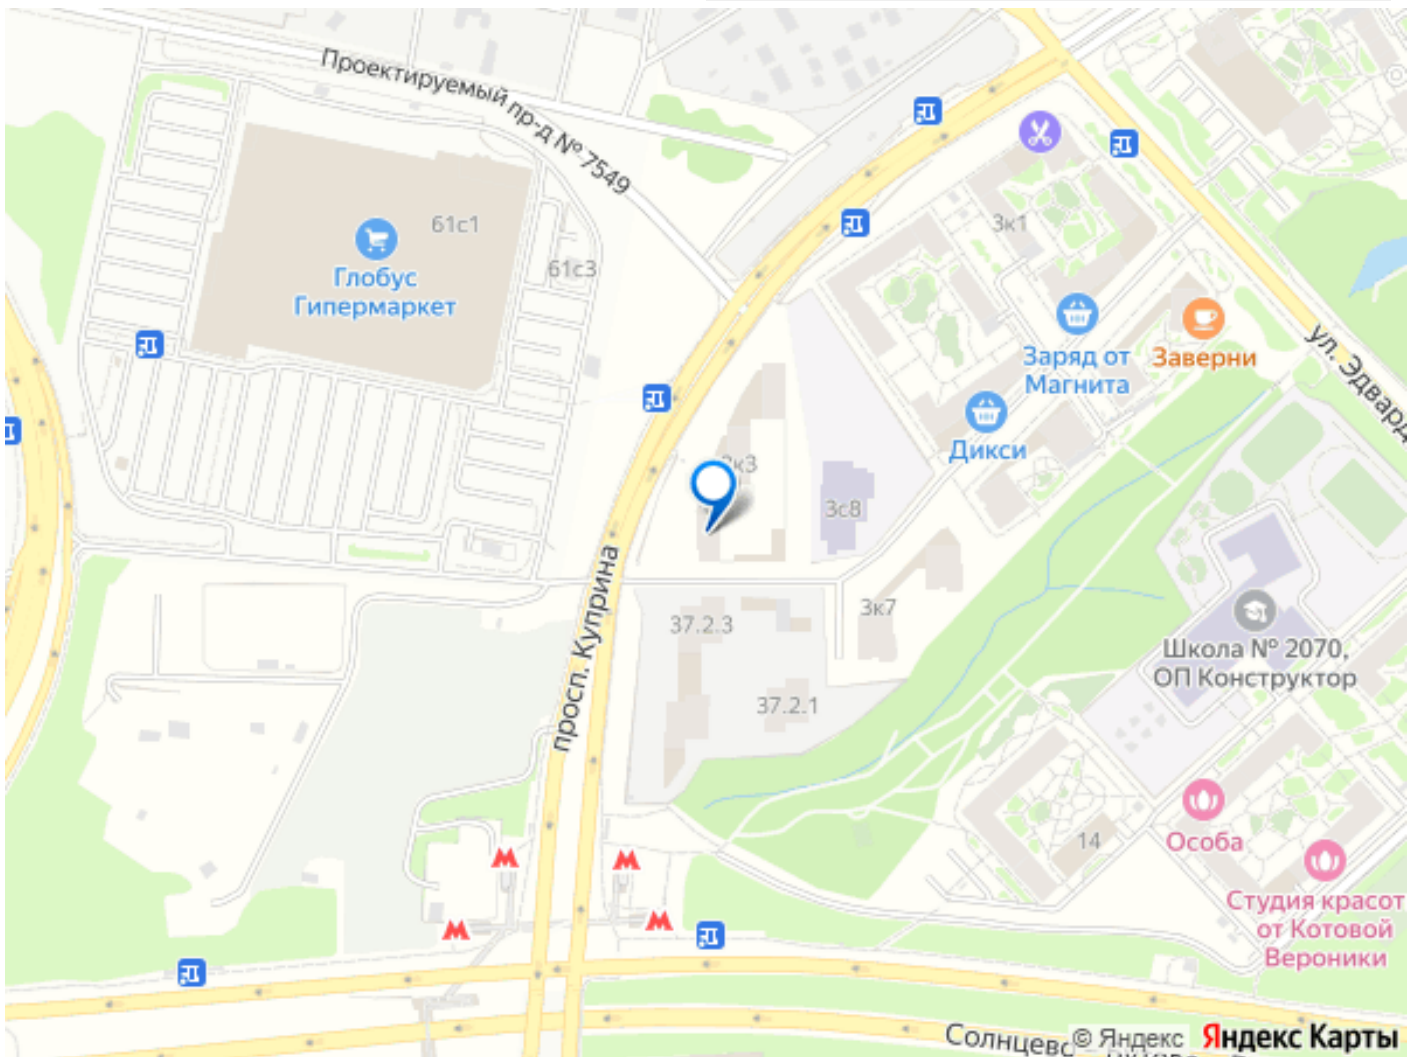 Проектируемый пр-д № 7549
61с1
Глобус
Гипермаркет
61с3
3к1
Заряд от
Магнита
Заверни
ул. Эдвард
Дикси
3с8
просп. Куприна
37.2.3
3к7
37.2.1
Школа № 2070,
ОП Конструктор
14
Особа
Студия красот
от Котовой
Вероники
Солнцево
© Яндекс Яндекс Карты